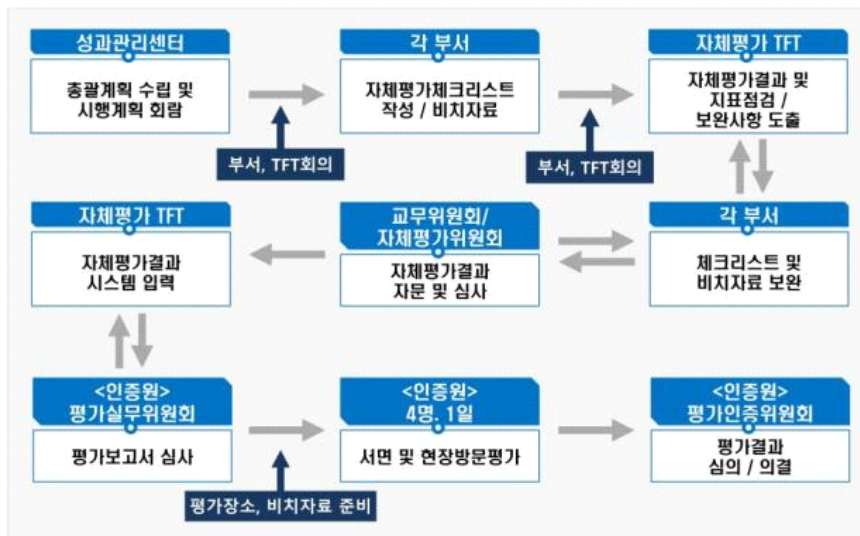 성과관리센터
총괄계획 수립 및
시행계획 회람
각 부서
자체평가체크리스트
작성 / 비치자료
자체평가 TFT
자체평가결과 및
지표점검 /
보완사항 도출
부서, TFT회의
부서, TFT회의
자체평가 TFT
자체평가결과
시스템 입력
교무위원회/
자체평가위원회
자체평가결과
자문 및 심사
각 부서
체크리스트 및
비치자료 보완
<인증원>
평가실무위원회
평가보고서 심사
<인증원>
4명, 1일
서면 및 현장방문평가
<인증원>
평가인증위원회
평가결과
심의 / 의결
평가장소, 비치자료 준비